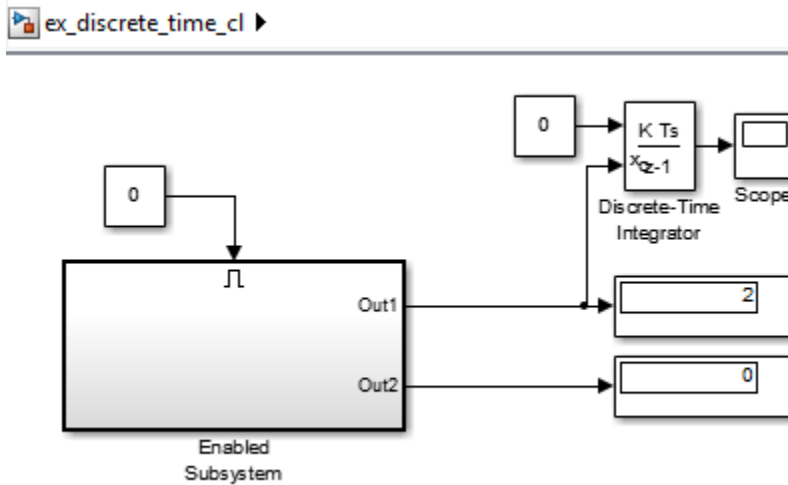 ex_discrete_time_cl
0
K Ts
x₀ z-1
Discrete-Time
Integrator
Scope
0
Out1
2
Out2
0
Enabled
Subsystem